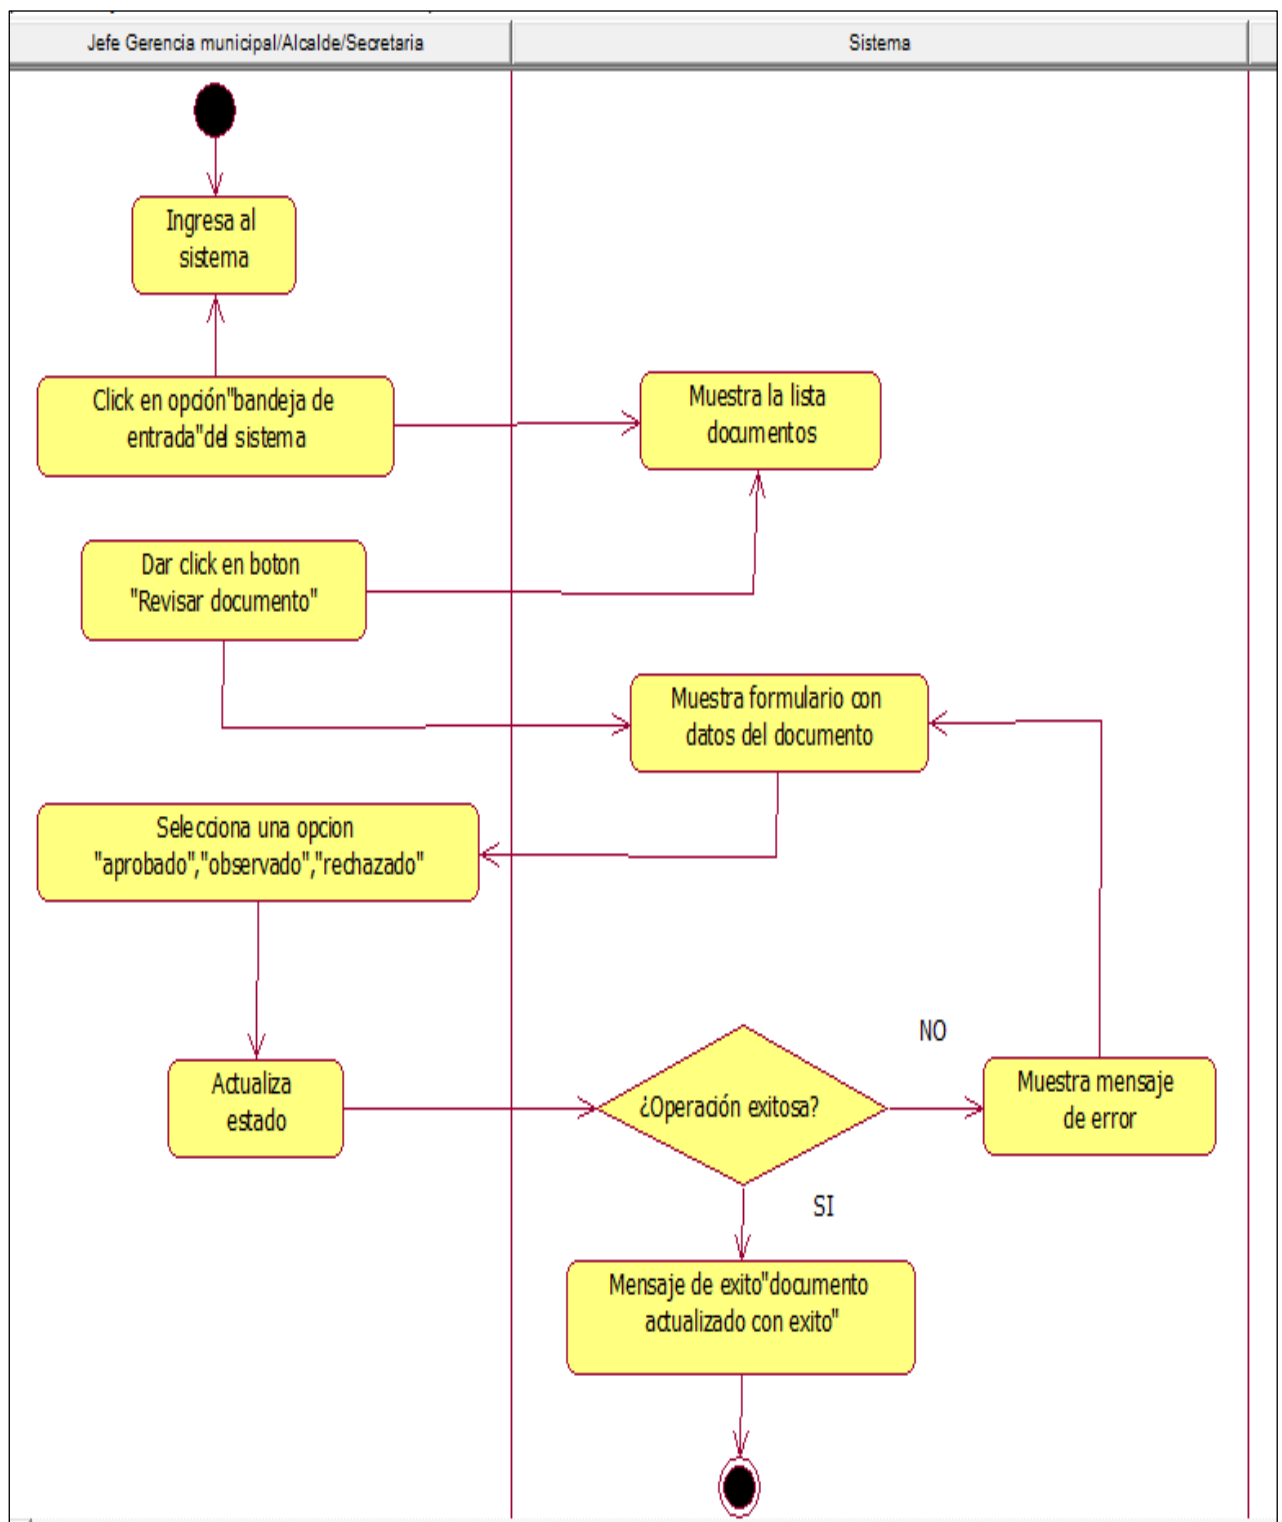 Jefe Gerencia municipal/Alcalde/Secretaria
Sistema
Ingresa al
sistema
Click en opción"bandeja de
entrada"del sistema
Muestra la lista
documentos
Dar click en boton
"Revisar documento"
Muestra formulario con
datos del documento
Selecciona una opcion
"aprobado","observado","rechazado"
NO
Actualiza
estado
¿Operación exitosa?
Muestra mensaje
de error
SI
Mensaje de exito"documento
actualizado con exito"